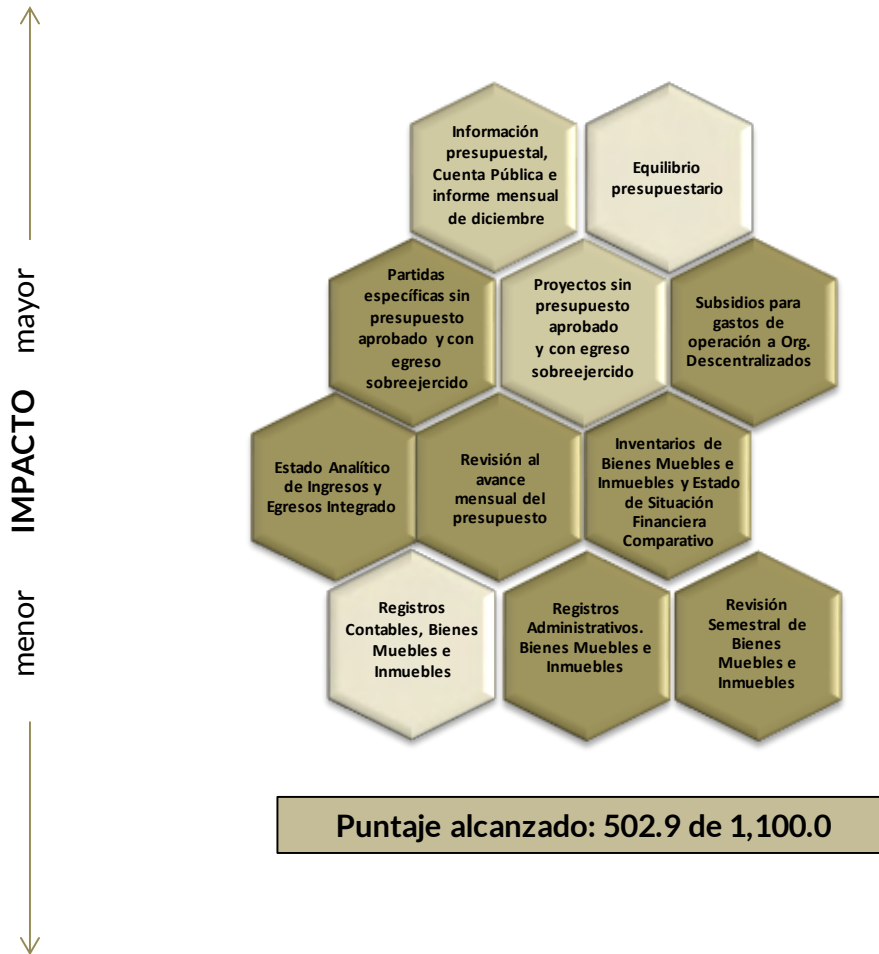 Información
presupuestal,
Cuenta Pública e
informe mensual
de diciembre
Equilibrio
presupuestario
Partidas
específicas sin
presupuesto
aprobado y con
egreso
sobreejercido
Proyectos sin
presupuesto
aprobado
y con egreso
sobreejercido
Subsidios para
gastos de
operación a Org.
Descentralizados
Estado Analítico
de Ingresos y
Egresos Integrado
Revisión al
avance
mensual del
presupuesto
Inventarios de
Bienes Muebles e
Inmuebles y Estado
de Situación
Financiera
Comparativo
Registros
Contables, Bienes
Muebles e
Inmuebles
Registros
Administrativos.
Bienes Muebles e
Inmuebles
Revisión
Semestral de
Bienes
Muebles e
Inmuebles
menor IMPACTO mayor
Puntaje alcanzado: 502.9 de 1,100.0